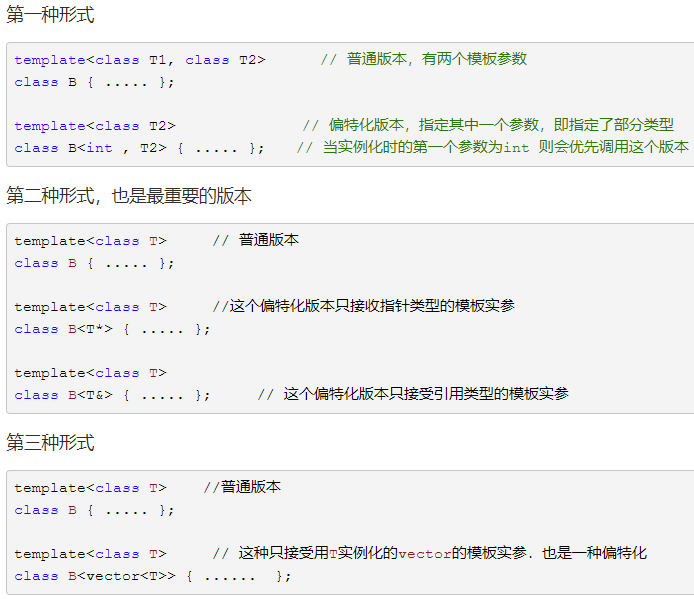 第一种形式
template<class T1, class T2>      // 普通版本，有两个模板参数
class B { ..... };
template<class T2>              // 偏特化版本，指定其中一个参数，即指定了部分类型
class B<int , T2> { ..... };    // 当实例化时的第一个参数为int 则会优先调用这个版本
第二种形式，也是最重要的版本
template<class T>     // 普通版本
class B { ..... };
template<class T>     //这个偏特化版本只接收指针类型的模板实参
class B<T*> { ..... };
template<class T>
class B<T&> { ..... };     // 这个偏特化版本只接受引用类型的模板实参
第三种形式
template<class T>    //普通版本
class B { ..... };
template<class T>     // 这种只接受用T实例化的vector的模板实参．也是一种偏特化
class B<vector<T>> { ......  };